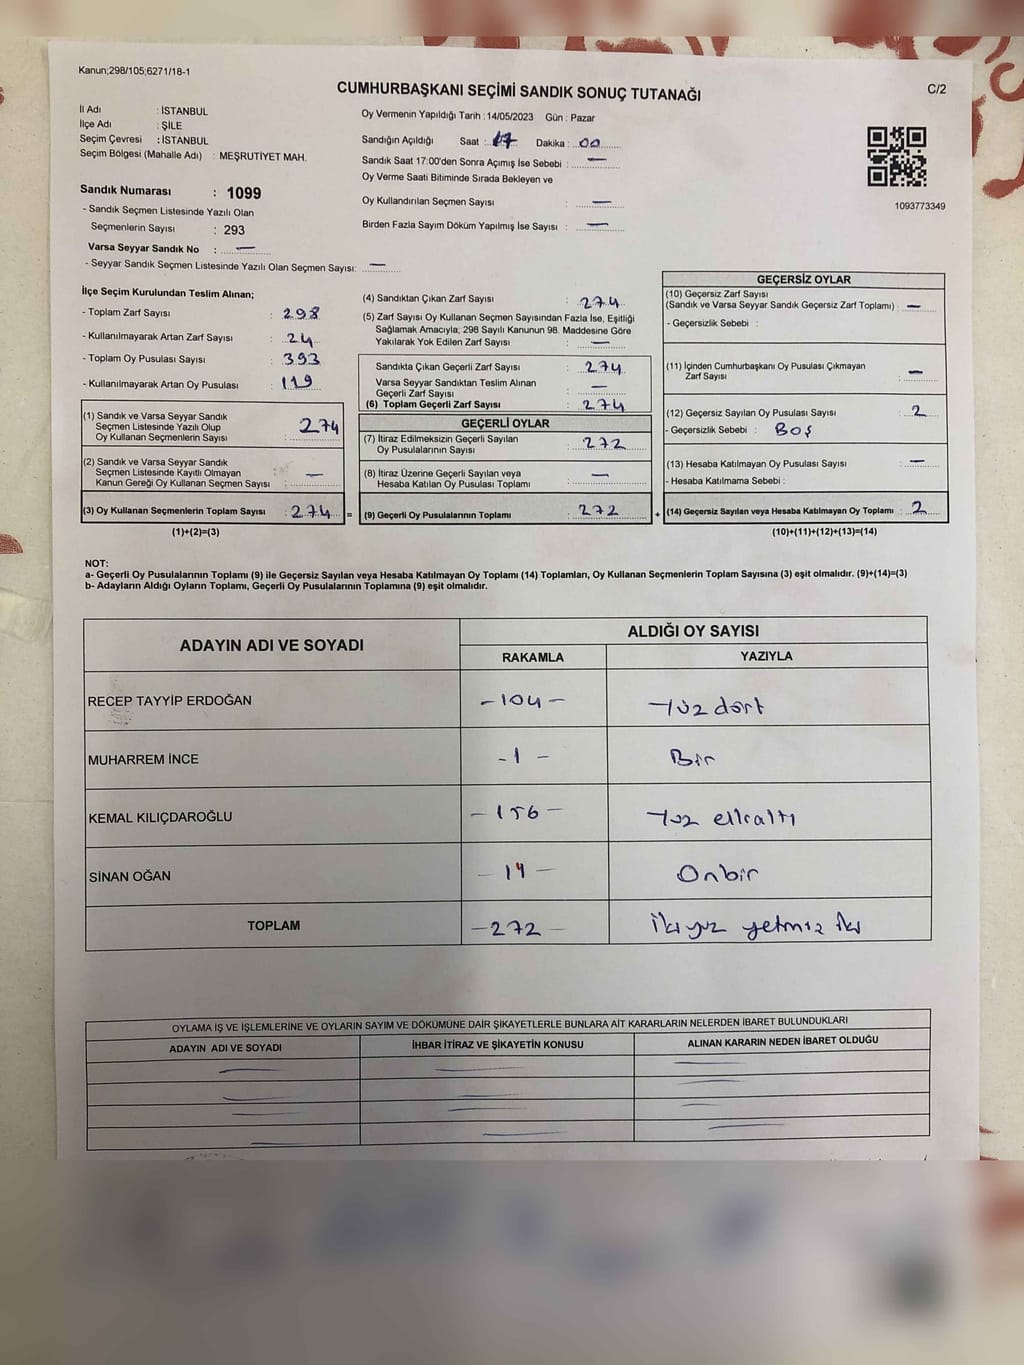 Kanun;298/105;6271/18-1
C/2
CUMHURBAŞKANI SEÇİMİ SANDIK SONUÇ TUTANAĞI
İl Adı : İSTANBUL
İlçe Adı : ŞİLE
Seçim Çevresi : İSTANBUL
Seçim Bölgesi (Mahalle Adı) : MEŞRUTİYET MAH.
Sandık Numarası : 1099
- Sandık Seçmen Listesinde Yazılı Olan
Seçmenlerin Sayısı : 293
Varsa Seyyar Sandık No : —
- Seyyar Sandık Seçmen Listesinde Yazılı Olan Seçmen Sayısı: —
Oy Vermenin Yapıldığı Tarih : 14/05/2023 Gün : Pazar
Sandığın Açıldığı Saat : 17 Dakika : 00
Sandık Saat 17:00'den Sonra Açımış İse Sebebi : —
Oy Verme Saati Bitiminde Sırada Bekleyen ve
Oy Kullandırılan Seçmen Sayısı : —
Birden Fazla Sayım Döküm Yapılmış İse Sayısı : —
1093773349
İlçe Seçim Kurulundan Teslim Alınan;
- Toplam Zarf Sayısı : 298
- Kullanılmayarak Artan Zarf Sayısı : 24
- Toplam Oy Pusulası Sayısı : 393
- Kullanılmayarak Artan Oy Pusulası : 119
(1) Sandık ve Varsa Seyyar Sandık
Seçmen Listesinde Yazılı Olup
Oy Kullanan Seçmenlerin Sayısı : 274
(2) Sandık ve Varsa Seyyar Sandık
Seçmen Listesinde Kayıtlı Olmayan
Kanun Gereği Oy Kullanan Seçmen Sayısı : —
(3) Oy Kullanan Seçmenlerin Toplam Sayısı : 274 =
(1)+(2)=(3)
(4) Sandıktan Çıkan Zarf Sayısı : 274
(5) Zarf Sayısı Oy Kullanan Seçmen Sayısından Fazla İse, Eşitliği
Sağlamak Amacıyla; 298 Sayılı Kanunun 98. Maddesine Göre
Yakılarak Yok Edilen Zarf Sayısı : —
Sandıkta Çıkan Geçerli Zarf Sayısı : 274
Varsa Seyyar Sandıktan Teslim Alınan
Geçerli Zarf Sayısı : —
(6) Toplam Geçerli Zarf Sayısı : 274
GEÇERLİ OYLAR
(7) İtiraz Edilmeksizin Geçerli Sayılan
Oy Pusulalarının Sayısı : 272
(8) İtiraz Üzerine Geçerli Sayılan veya
Hesaba Katılan Oy Pusulası Toplamı : —
(9) Geçerli Oy Pusulalarının Toplamı : 272 +
GEÇERSİZ OYLAR
(10) Geçersiz Zarf Sayısı
(Sandık ve Varsa Seyyar Sandık Geçersiz Zarf Toplamı) : —
- Geçersizlik Sebebi :
(11) İçinden Cumhurbaşkanı Oy Pusulası Çıkmayan
Zarf Sayısı : —
(12) Geçersiz Sayılan Oy Pusulası Sayısı : 2
- Geçersizlik Sebebi : BOŞ
(13) Hesaba Katılmayan Oy Pusulası Sayısı : —
- Hesaba Katılmama Sebebi :
(14) Geçersiz Sayılan veya Hesaba Katılmayan Oy Toplamı : 2
(10)+(11)+(12)+(13)=(14)
NOT:
a- Geçerli Oy Pusulalarının Toplamı (9) ile Geçersiz Sayılan veya Hesaba Katılmayan Oy Toplamı (14) Toplamları, Oy Kullanan Seçmenlerin Toplam Sayısına (3) eşit olmalıdır. (9)+(14)=(3)
b- Adayların Aldığı Oyların Toplamı, Geçerli Oy Pusulalarının Toplamına (9) eşit olmalıdır.
ADAYIN ADI VE SOYADI ALDIĞI OY SAYISI
RAKAMLA YAZIYLA
RECEP TAYYİP ERDOĞAN -104- Yüz dört
MUHARREM İNCE -1- Bir
KEMAL KILIÇDAROĞLU -156- Yüz ellialtı
SİNAN OĞAN - 11 - Onbir
TOPLAM -272- İkiyüz yetmiş iki
OYLAMA İŞ VE İŞLEMLERİNE VE OYLARIN SAYIM VE DÖKÜMÜNE DAİR ŞİKAYETLERLE BUNLARA AİT KARARLARIN NELERDEN İBARET BULUNDUKLARI
ADAYIN ADI VE SOYADI İHBAR İTİRAZ VE ŞİKAYETİN KONUSU ALINAN KARARIN NEDEN İBARET OLDUĞU